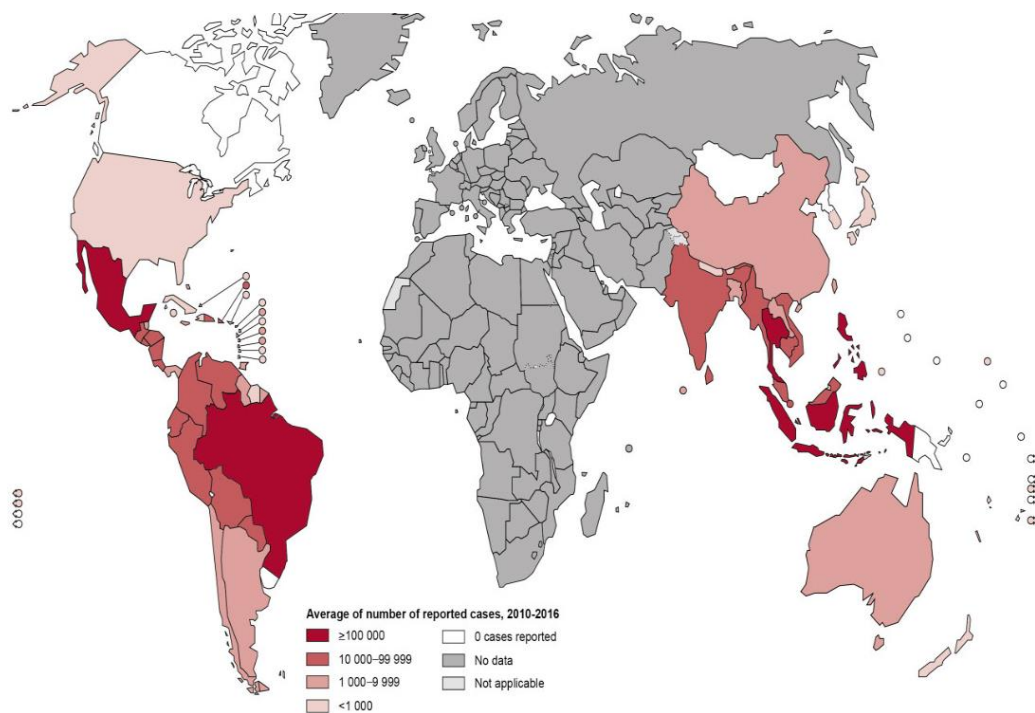 Average of number of reported cases, 2010-2016
≥100 000
10 000–99 999
1 000–9 999
<1 000
0 cases reported
No data
Not applicable